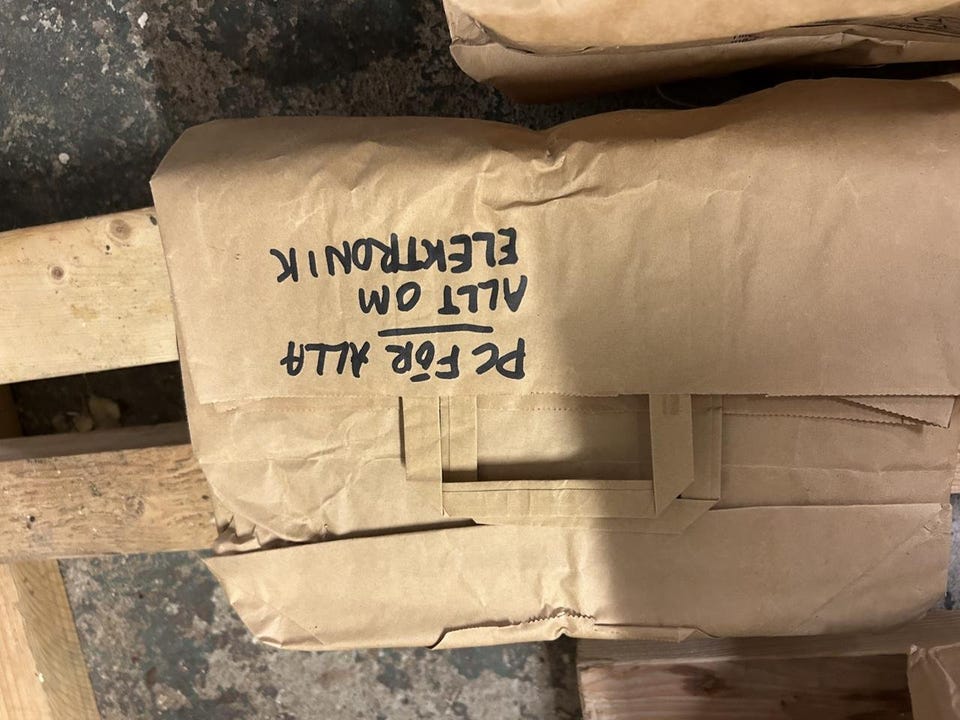 PC FÖR ALLA
ALLT OM
ELEKTRONIK